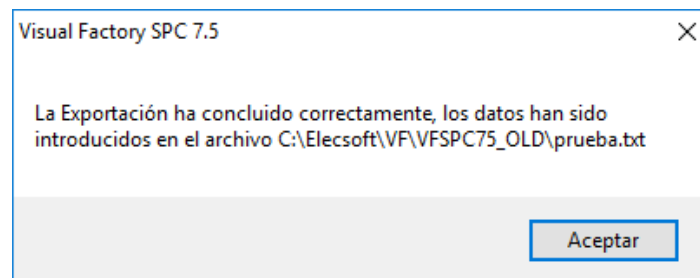 Visual Factory SPC 7.5
La Exportación ha concluido correctamente, los datos han sido
introducidos en el archivo C:\Elecsoft\VF\VFSPC75_OLD\prueba.txt
Aceptar